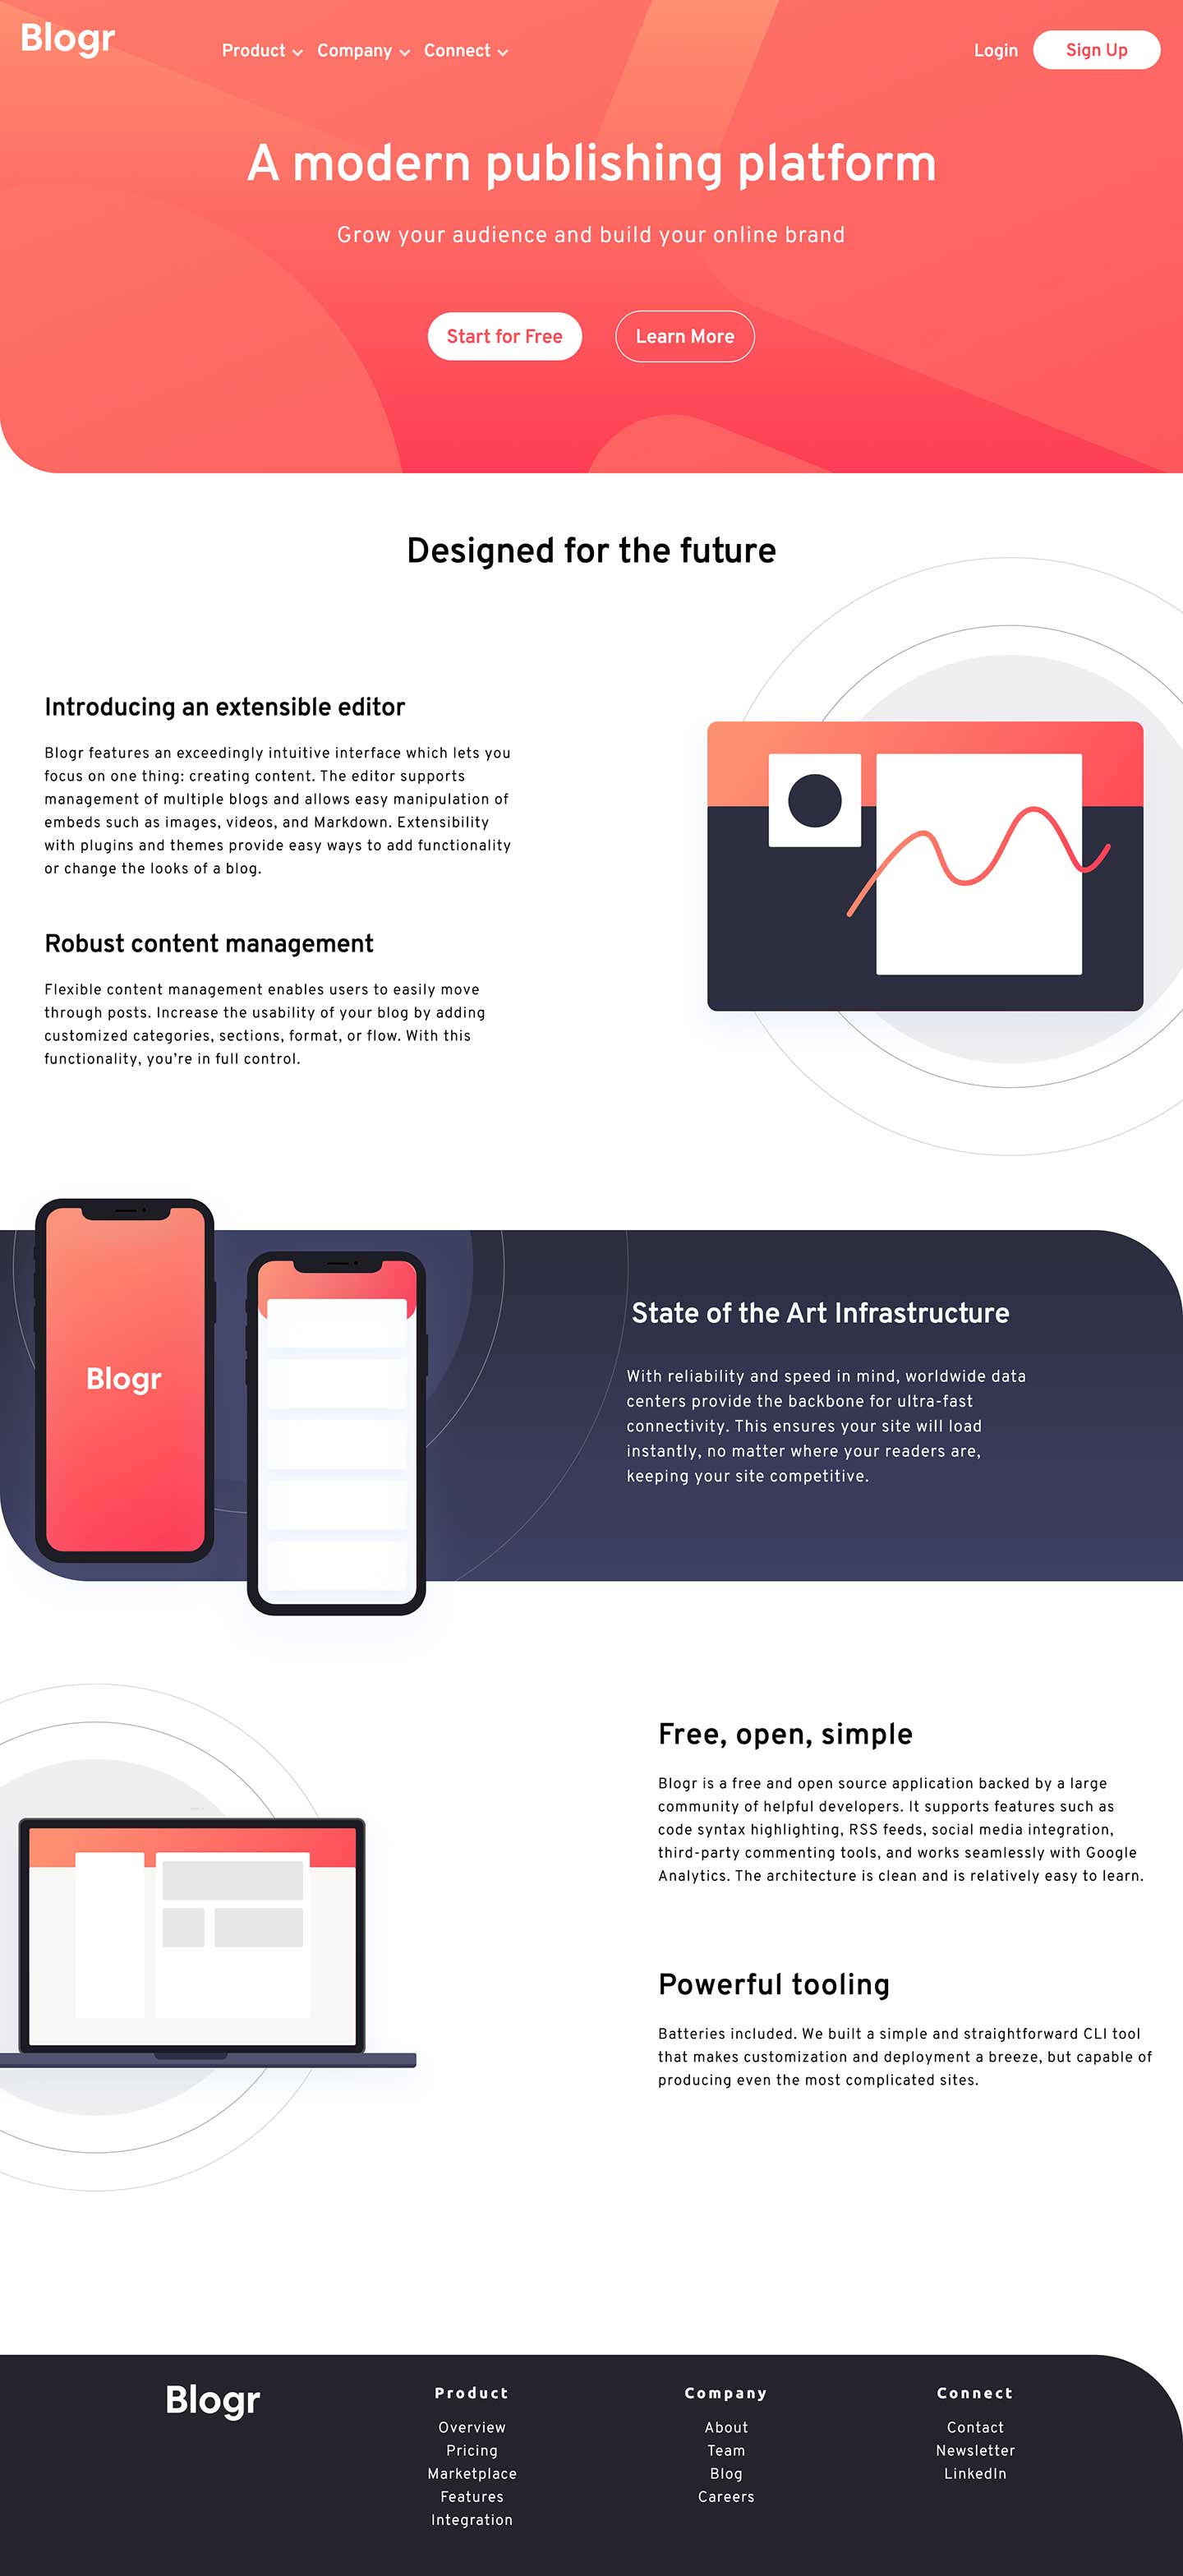 Blogr
Product
Company
Connect
Login
Sign Up
A modern publishing platform
Grow your audience and build your online brand
Start for Free
Learn More
Designed for the future
Introducing an extensible editor
Blogr features an exceedingly intuitive interface which lets you
focus on one thing: creating content. The editor supports
management of multiple blogs and allows easy manipulation of
embeds such as images, videos, and Markdown. Extensibility
with plugins and themes provide easy ways to add functionality
or change the looks of a blog.
Robust content management
Flexible content management enables users to easily move
through posts. Increase the usability of your blog by adding
customized categories, sections, format, or flow. With this
functionality, you’re in full control.
Blogr
State of the Art Infrastructure
With reliability and speed in mind, worldwide data
centers provide the backbone for ultra-fast
connectivity. This ensures your site will load
instantly, no matter where your readers are,
keeping your site competitive.
Free, open, simple
Blogr is a free and open source application backed by a large
community of helpful developers. It supports features such as
code syntax highlighting, RSS feeds, social media integration,
third-party commenting tools, and works seamlessly with Google
Analytics. The architecture is clean and is relatively easy to learn.
Powerful tooling
Batteries included. We built a simple and straightforward CLI tool
that makes customization and deployment a breeze, but capable of
producing even the most complicated sites.
Blogr
Product
Overview
Pricing
Marketplace
Features
Integration
Company
About
Team
Blog
Careers
Connect
Contact
Newsletter
LinkedIn